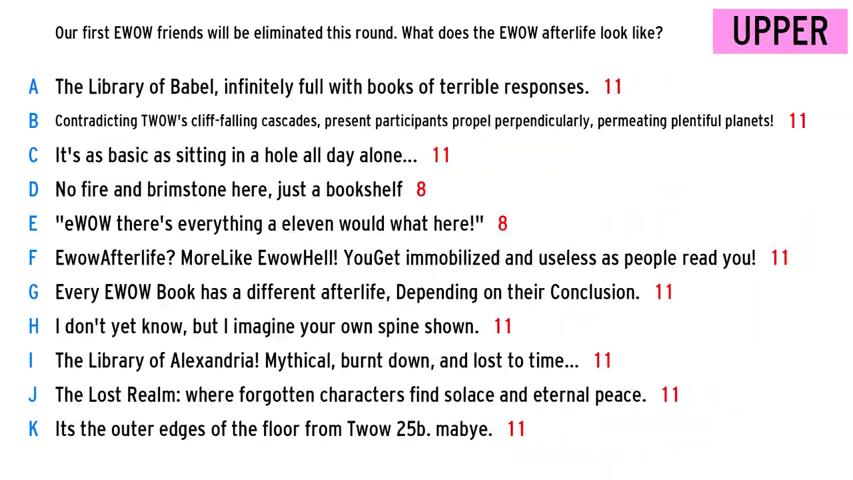 Our first EWOW friends will be eliminated this round. What does the EWOW afterlife look like?
UPPER
A The Library of Babel, infinitely full with books of terrible responses. 11
B Contradicting TWOW's cliff-falling cascades, present participants propel perpendicularly, permeating plentiful planets! 11
C It's as basic as sitting in a hole all day alone... 11
D No fire and brimstone here, just a bookshelf 8
E "eWOW there's everything a eleven would what here!" 8
F EwowAfterlife? MoreLike EwowHell! YouGet immobilized and useless as people read you! 11
G Every EWOW Book has a different afterlife, Depending on their Conclusion. 11
H I don't yet know, but I imagine your own spine shown. 11
I The Library of Alexandria! Mythical, burnt down, and lost to time... 11
J The Lost Realm: where forgotten characters find solace and eternal peace. 11
K Its the outer edges of the floor from Twow 25b. mabye. 11